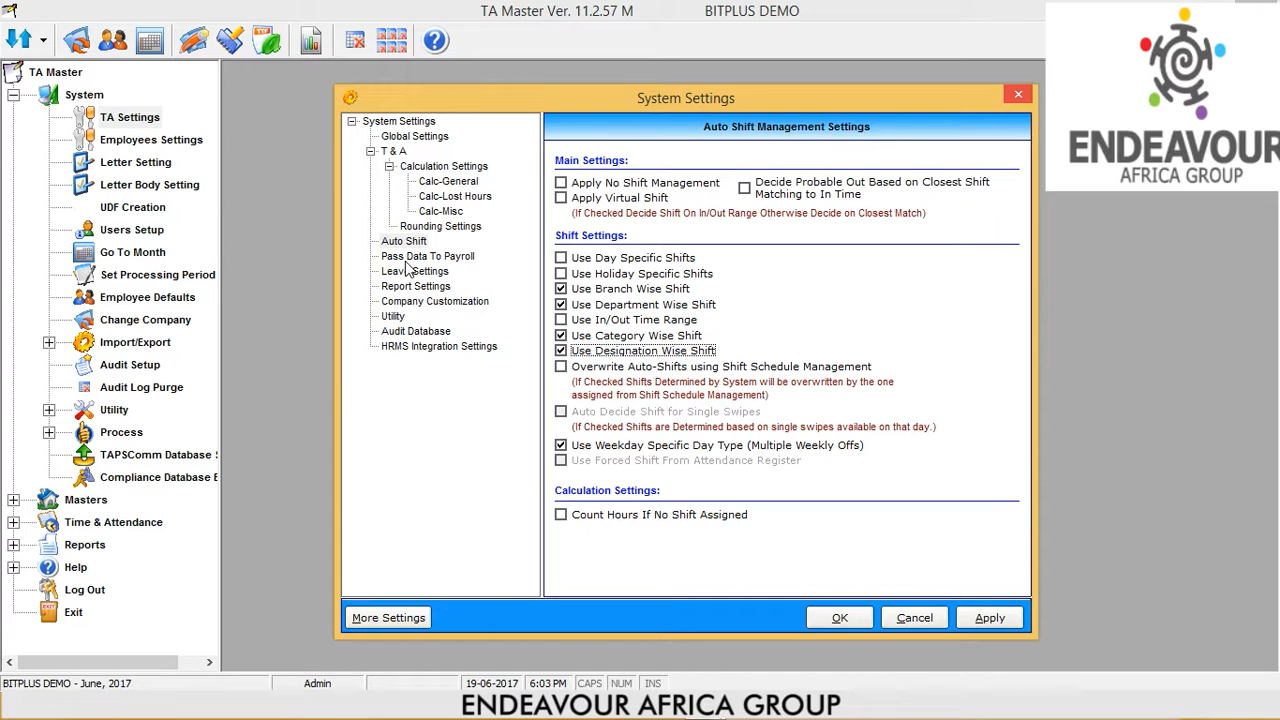 TA Master Ver. 11.2.57 M
BITPLUS DEMO
TA Master
System
TA Settings
Employees Settings
Letter Setting
Letter Body Setting
UDF Creation
Users Setup
Go To Month
Set Processing Period
Employee Defaults
Change Company
Import/Export
Audit Setup
Audit Log Purge
Utility
Process
TAPSComm Database S
Compliance Database E
Masters
Time & Attendance
Reports
Help
Log Out
Exit
System Settings
System Settings
Global Settings
T & A
Calculation Settings
Calc-General
Calc-Lost Hours
Calc-Misc
Rounding Settings
Auto Shift
Pass Data To Payroll
Leave Settings
Report Settings
Company Customization
Utility
Audit Database
HRMS Integration Settings
Auto Shift Management Settings
Main Settings:
Apply No Shift Management
Decide Probable Out Based on Closest Shift
Matching to In Time
Apply Virtual Shift
(If Checked Decide Shift On In/Out Range Otherwise Decide on Closest Match)
Shift Settings:
Use Day Specific Shifts
Use Holiday Specific Shifts
Use Branch Wise Shift
Use Department Wise Shift
Use In/Out Time Range
Use Category Wise Shift
Use Designation Wise Shift
Overwrite Auto-Shifts using Shift Schedule Management
(If Checked Shifts Determined by System will be overwritten by the one
assigned from Shift Schedule Management)
Auto Decide Shift for Single Swipes
(If Checked Shifts are Determined based on single swipes available on that day.)
Use Weekday Specific Day Type (Multiple Weekly Offs)
Use Forced Shift From Attendance Register
Calculation Settings:
Count Hours If No Shift Assigned
More Settings
OK
Cancel
Apply
ENDEAVOUR
AFRICA GROUP
BITPLUS DEMO - June, 2017
Admin
19-06-2017
6:03 PM
CAPS
NUM
INS
ENDEAVOUR AFRICA GROUP